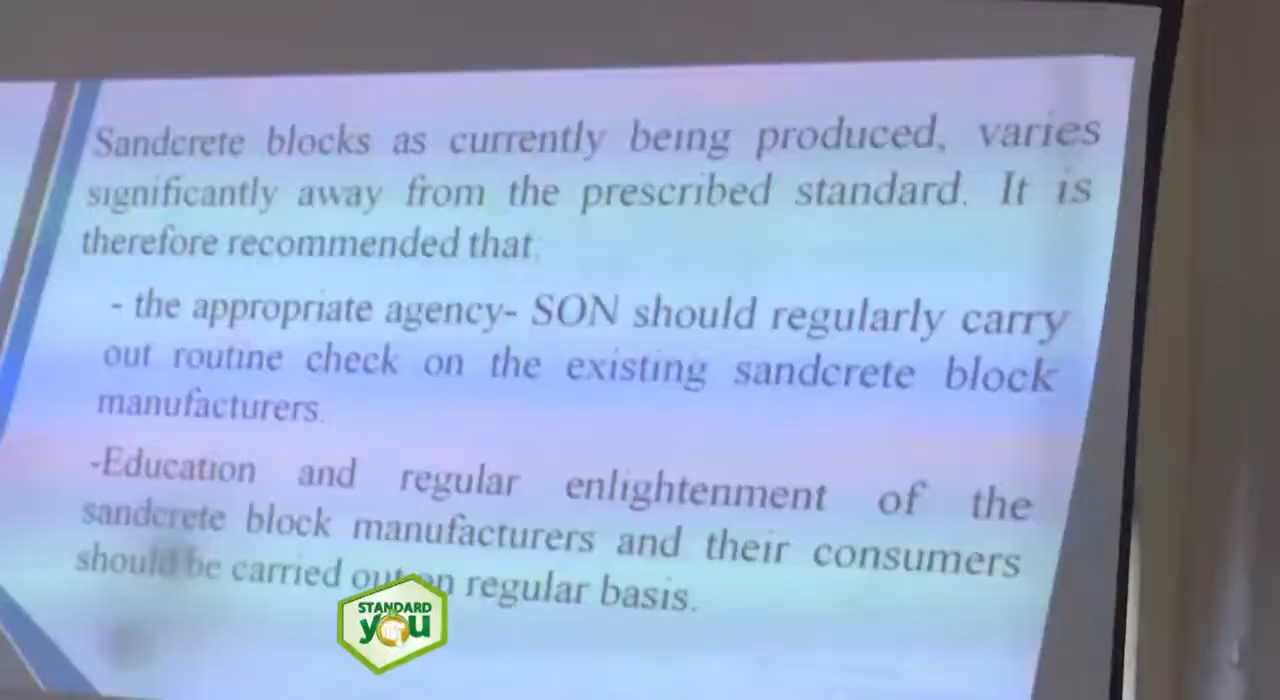 Sandcrete blocks as currently being produced, varies
significantly away from the prescribed standard. It is
therefore recommended that:
- the appropriate agency- SON should regularly carry
out routine check on the existing sandcrete block
manufacturers.
-Education and regular enlightenment of the
sandcrete block manufacturers and their consumers
should be carried out on regular basis.
STANDARD
you